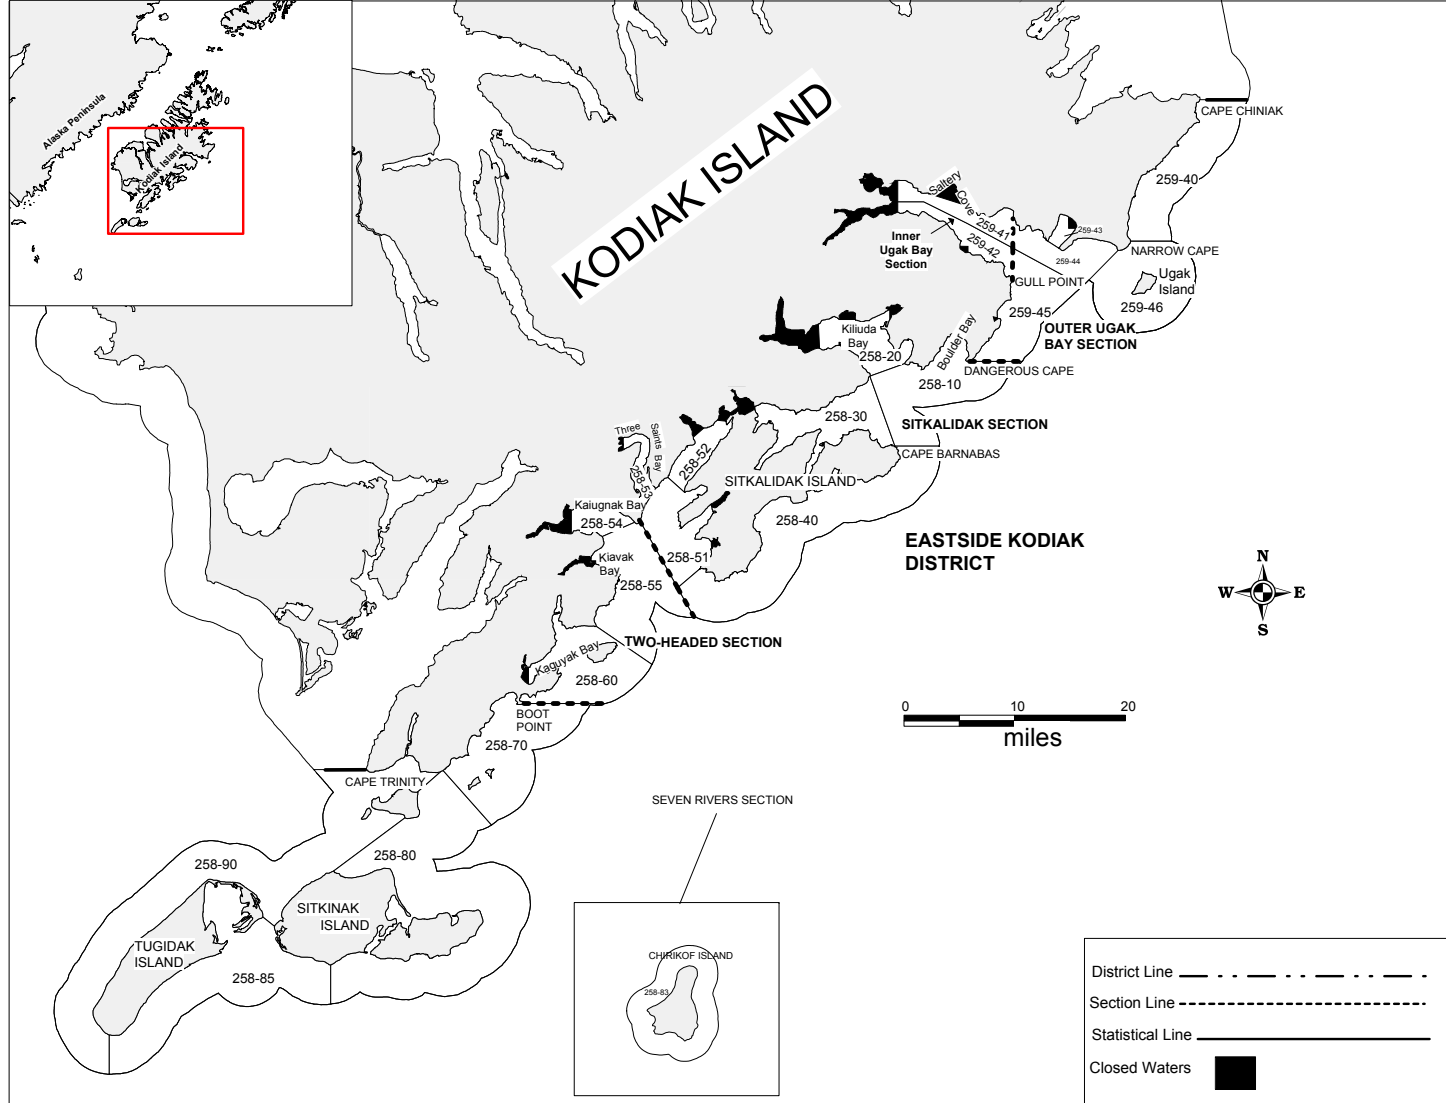 Alaska Peninsula
Kodiak Island
KODIAK ISLAND
CAPE CHINIAK
259-40
Saltery
Cove
259-41
259-42
259-43
259-44
Inner
Ugak Bay
Section
NARROW CAPE
GULL POINT
Ugak
Island
259-46
259-45
OUTER UGAK
BAY SECTION
Kiliuda
Bay
258-20
Boulder Bay
DANGEROUS CAPE
258-10
258-30
SITKALIDAK SECTION
CAPE BARNABAS
Three
Saints Bay
258-52
258-53
SITKALIDAK ISLAND
Kaiugnak Bay
258-54
258-40
EASTSIDE KODIAK
DISTRICT
Kiavak
Bay
258-51
258-55
N
W
E
S
TWO-HEADED SECTION
Kaguyak Bay
258-60
BOOT
POINT
0
10
20
miles
258-70
CAPE TRINITY
SEVEN RIVERS SECTION
258-90
258-80
SITKINAK
ISLAND
TUGIDAK
ISLAND
258-85
CHIRIKOF ISLAND
258-83
District Line
Section Line
Statistical Line
Closed Waters